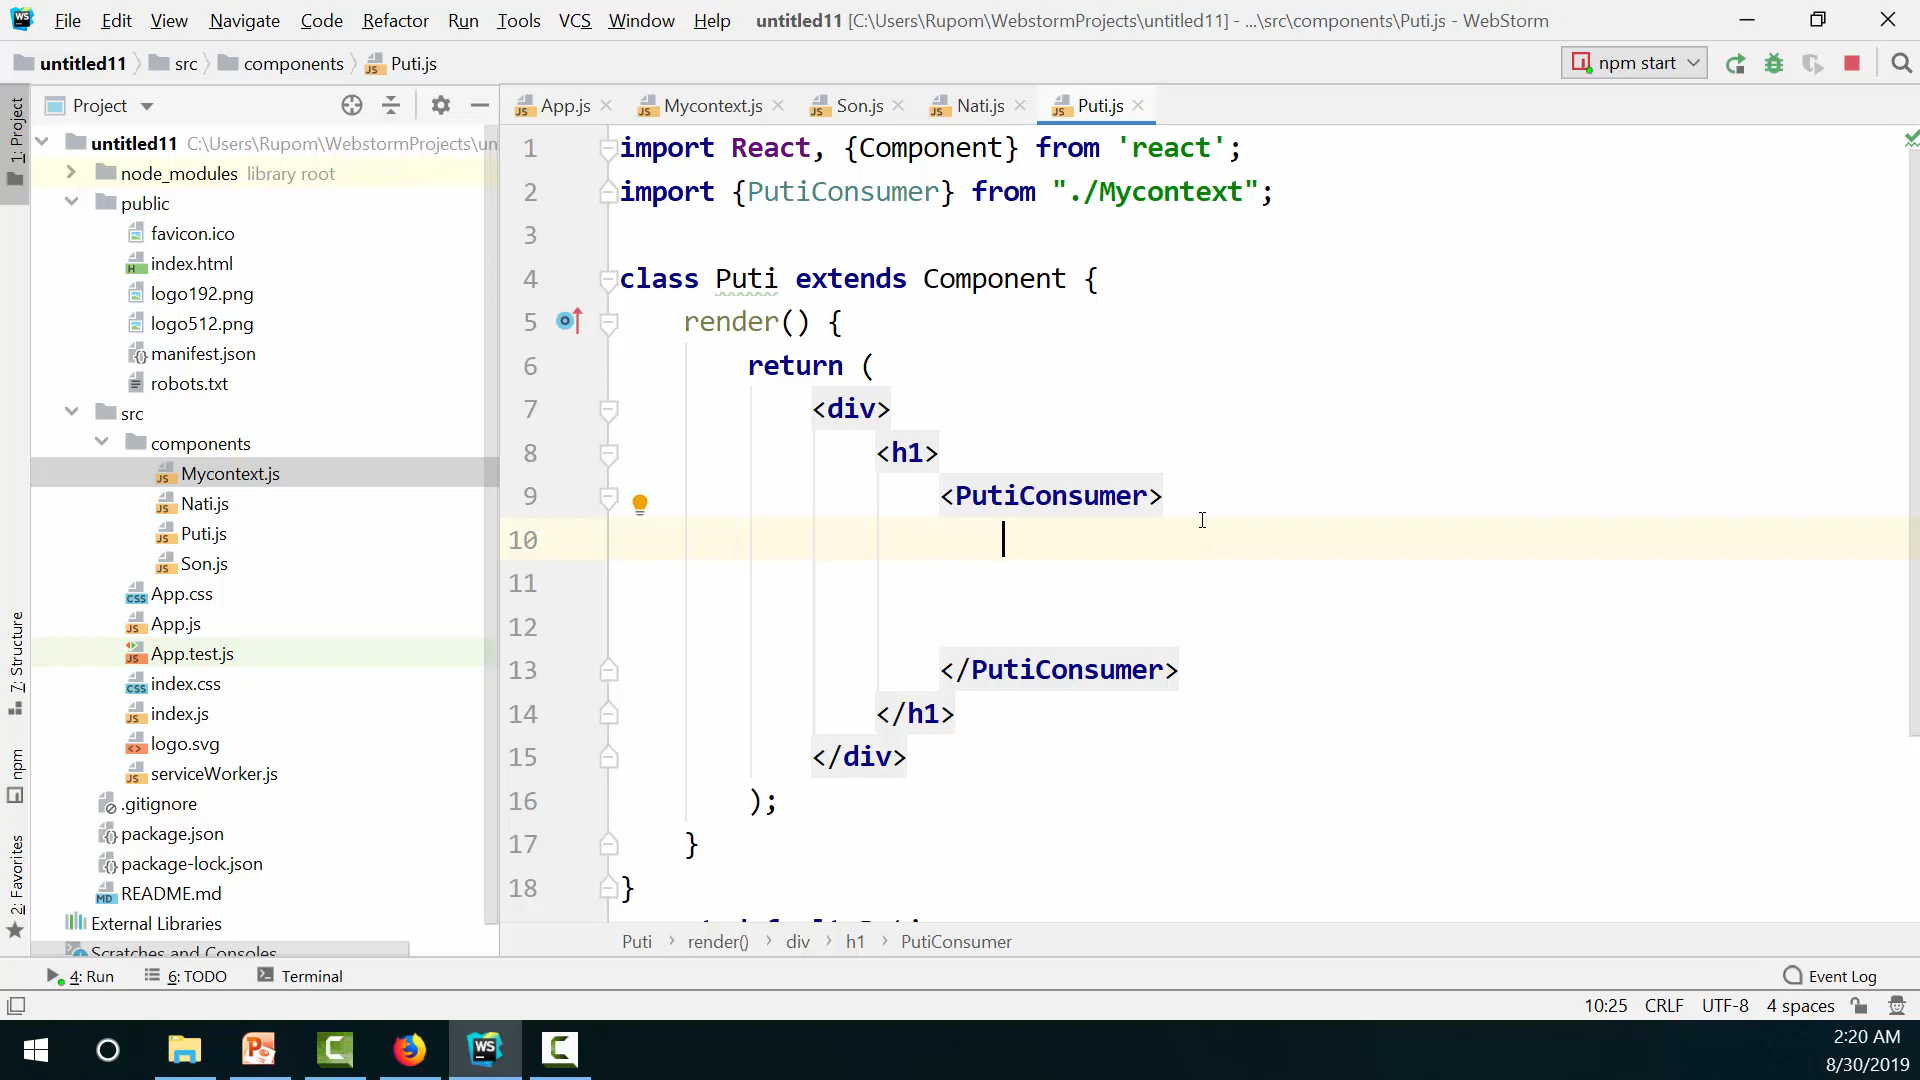 File Edit View Navigate Code Refactor Run Tools VCS Window Help untitled11 [C:\Users\Rupom\WebstormProjects\untitled11] - ...\src\components\Puti.js - WebStorm
untitled11 src components Puti.js npm start
Project
App.js Mycontext.js Son.js Nati.js Puti.js
1: Project
7: Structure
npm
2: Favorites
untitled11 C:\Users\Rupom\WebstormProjects\un
node_modules library root
public
favicon.ico
index.html
logo192.png
logo512.png
manifest.json
robots.txt
src
components
Mycontext.js
Nati.js
Puti.js
Son.js
App.css
App.js
App.test.js
index.css
index.js
logo.svg
serviceWorker.js
.gitignore
package.json
package-lock.json
README.md
External Libraries
Scratches and Consoles
1 import React, {Component} from 'react';
2 import {PutiConsumer} from "./Mycontext";
3
4 class Puti extends Component {
5 render() {
6 return (
7 <div>
8 <h1>
9 <PutiConsumer>
10
11
12
13 </PutiConsumer>
14 </h1>
15 </div>
16 );
17 }
18 }
Puti render() div h1 PutiConsumer
4: Run 6: TODO Terminal Event Log
10:25 CRLF UTF-8 4 spaces
2:20 AM
8/30/2019